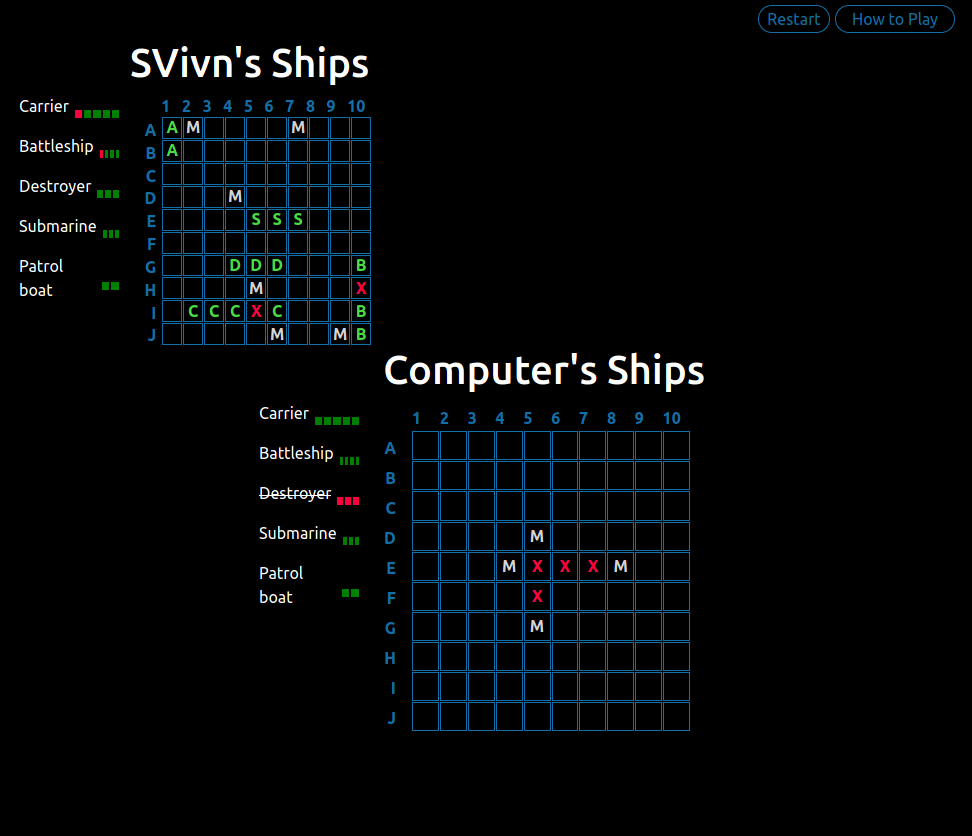 Restart How to Play
SVivn's Ships
Carrier
Battleship
Destroyer
Submarine
Patrol
boat
1 2 3 4 5 6 7 8 9 10
A A M M
B A
C
D M
E S S S
F
G D D D B
H M X
I C C C X C B
J M M B
Computer's Ships
Carrier
Battleship
Destroyer
Submarine
Patrol
boat
1 2 3 4 5 6 7 8 9 10
A
B
C
D M
E M X X X M
F X
G M
H
I
J